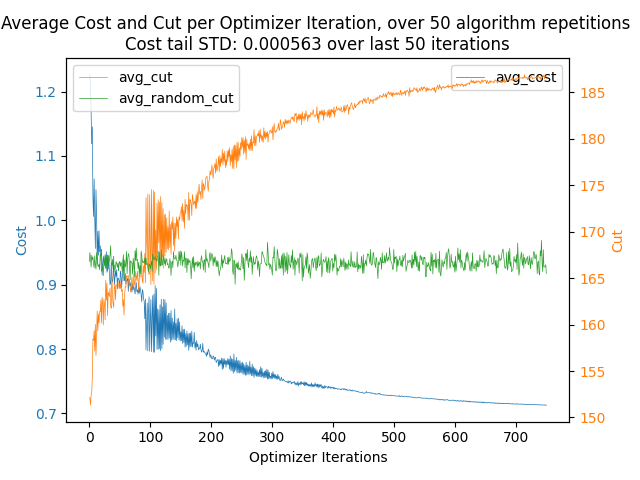 Average Cost and Cut per Optimizer Iteration, over 50 algorithm repetitions
Cost tail STD: 0.000563 over last 50 iterations
avg_cut
avg_random_cut
avg_cost
Cost
1.2
1.1
1.0
0.9
0.8
0.7
185
180
175
170
165
160
155
150
Cut
0 100 200 300 400 500 600 700
Optimizer Iterations